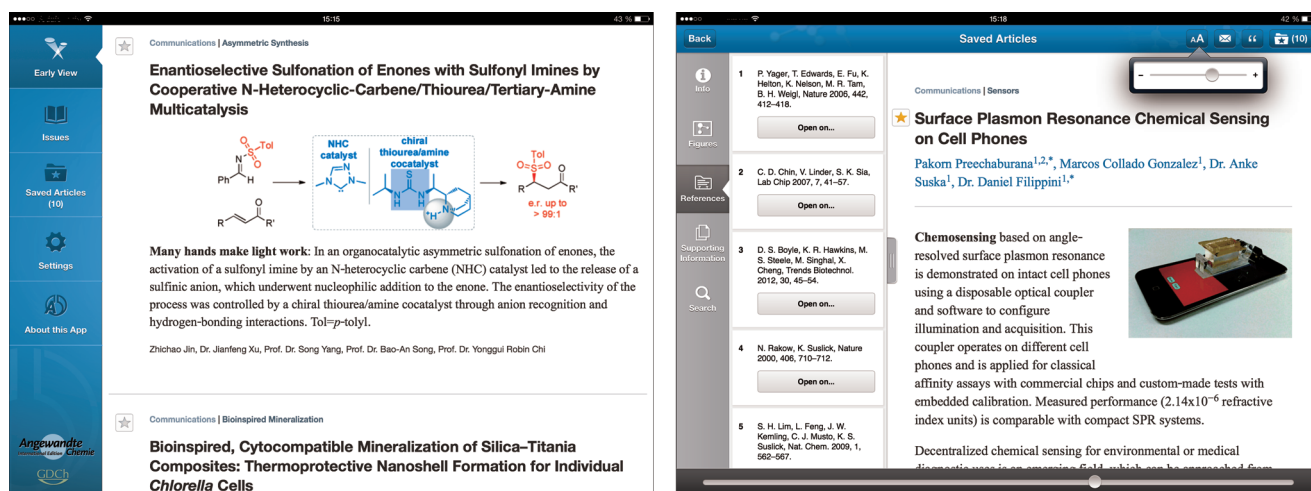 15:15
43 %
Early View
Issues
Saved Articles
(10)
Settings
About this App
Angewandte
International Edition Chemie
GDCh
Communications | Asymmetric Synthesis
Enantioselective Sulfonation of Enones with Sulfonyl Imines by
Cooperative N-Heterocyclic-Carbene/Thiourea/Tertiary-Amine
Multicatalysis
O
Tol
S
N
O
Ph
H
O
R
R'
NHC
catalyst
N
N
N
chiral
thiourea/amine
cocatalyst
S
N
H
N
H
H
N
Tol
O
S
O
O
R
R'
e.r. up to
> 99:1
Many hands make light work: In an organocatalytic asymmetric sulfonation of enones, the
activation of a sulfonyl imine by an N-heterocyclic carbene (NHC) catalyst led to the release of a
sulfinic anion, which underwent nucleophilic addition to the enone. The enantioselectivity of the
process was controlled by a chiral thiourea/amine cocatalyst through anion recognition and
hydrogen-bonding interactions. Tol=p-tolyl.
Zhichao Jin, Dr. Jianfeng Xu, Prof. Dr. Song Yang, Prof. Dr. Bao-An Song, Prof. Dr. Yonggui Robin Chi
Communications | Bioinspired Mineralization
Bioinspired, Cytocompatible Mineralization of Silica–Titania
Composites: Thermoprotective Nanoshell Formation for Individual
Chlorella Cells
15:18
42 %
Back
Saved Articles
AA
“
(10)
- +
Info
Figures
References
Supporting
Information
Search
1 P. Yager, T. Edwards, E. Fu, K.
Helton, K. Nelson, M. R. Tam,
B. H. Weigl, Nature 2006, 442,
412–418.
Open on...
2 C. D. Chin, V. Linder, S. K. Sia,
Lab Chip 2007, 7, 41–57.
Open on...
3 D. S. Boyle, K. R. Hawkins, M.
S. Steele, M. Singhal, X.
Cheng, Trends Biotechnol.
2012, 30, 45–54.
Open on...
4 N. Rakow, K. Suslick, Nature
2000, 406, 710–712.
Open on...
5 S. H. Lim, L. Feng, J. W.
Kemling, C. J. Musto, K. S.
Suslick, Nat. Chem. 2009, 1,
562–567.
Communications | Sensors
Surface Plasmon Resonance Chemical Sensing
on Cell Phones
Pakorn Preechaburana1,2,*, Marcos Collado Gonzalez1, Dr. Anke
Suska1, Dr. Daniel Filippini1,*
Chemosensing based on angle-
resolved surface plasmon resonance
is demonstrated on intact cell phones
using a disposable optical coupler
and software to configure
illumination and acquisition. This
coupler operates on different cell
phones and is applied for classical
affinity assays with commercial chips and custom-made tests with
embedded calibration. Measured performance (2.14x10−6 refractive
index units) is comparable with compact SPR systems.
Decentralized chemical sensing for environmental or medical
diagnostic uses is an emerging field, which can be approached from